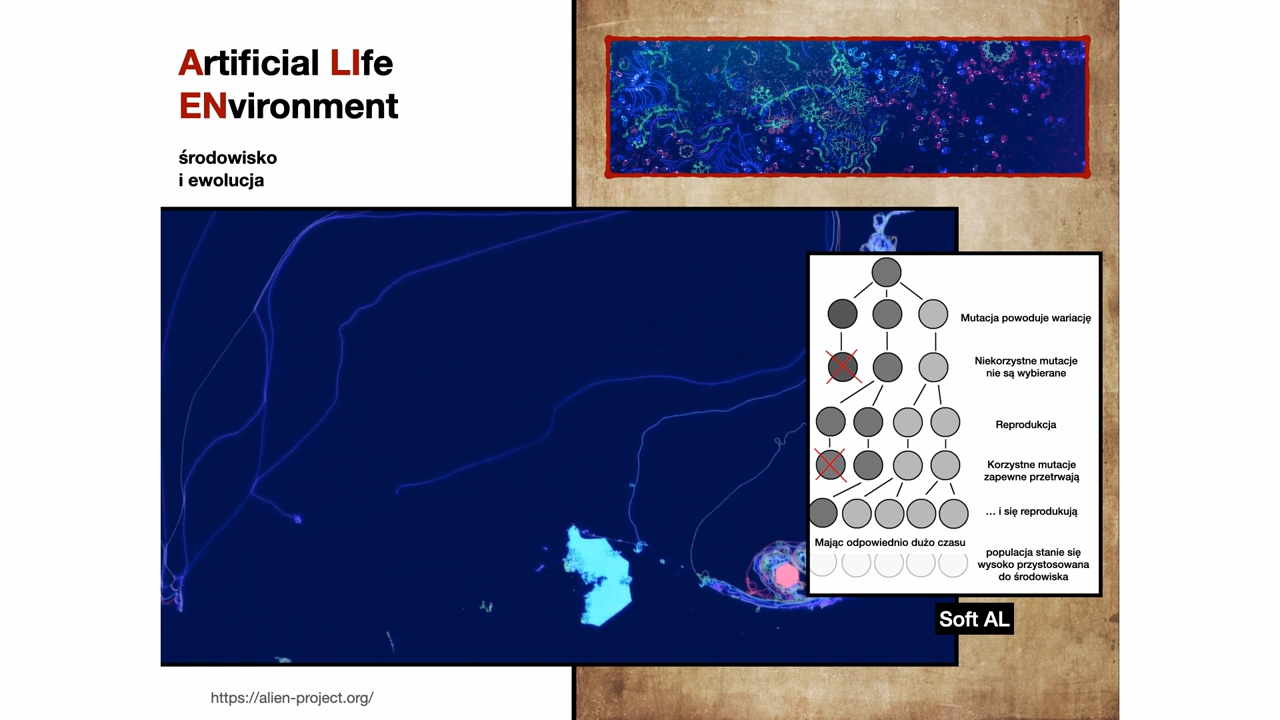 Artificial LIfe
ENvironment
środowisko
i ewolucja
Mutacja powoduje wariację
Niekorzystne mutacje
nie są wybierane
Reprodukcja
Korzystne mutacje
zapewne przetrwają
... i się reprodukują
Mając odpowiednio dużo czasu
populacja stanie się
wysoko przystosowana
do środowiska
Soft AL
https://alien-project.org/